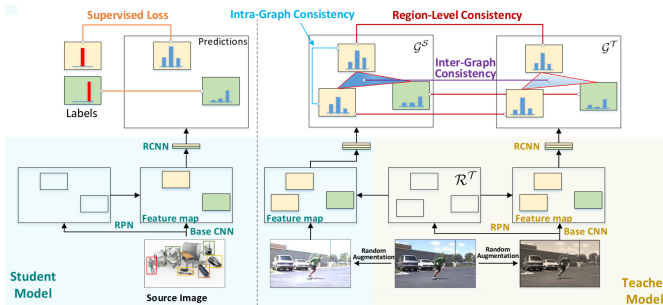 Supervised Loss
Predictions
Labels
RCNN
Feature map
RPN
Base CNN
Student
Model
Source Image
Intra-Graph Consistency
Region-Level Consistency
G^S
G^T
Inter-Graph
Consistency
RCNN
Feature map
R^T
Feature map
RPN
Base CNN
Random
Augmentation
Random
Augmentation
Teache
Model